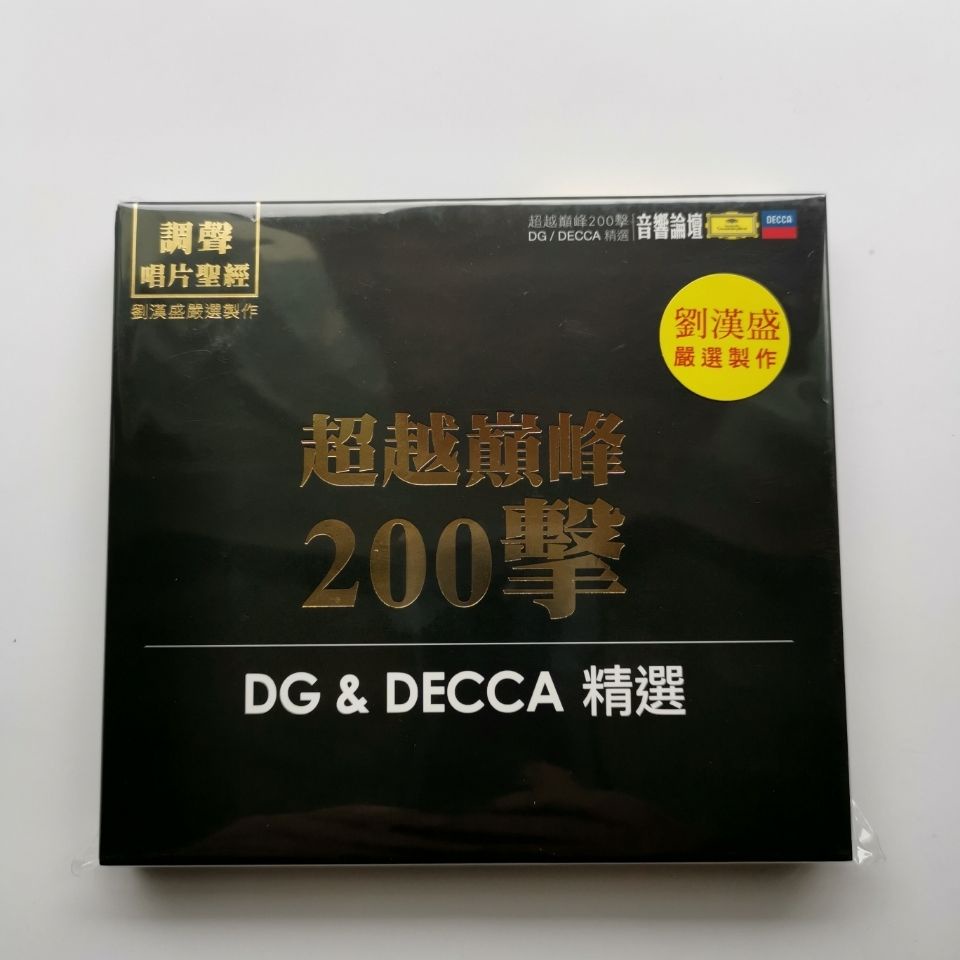 調聲
唱片聖經
劉漢盛嚴選製作
超越巔峰200擊
DG / DECCA 精選
音響論壇
DECCA
劉漢盛
嚴選製作
超越巔峰
200擊
DG & DECCA 精選